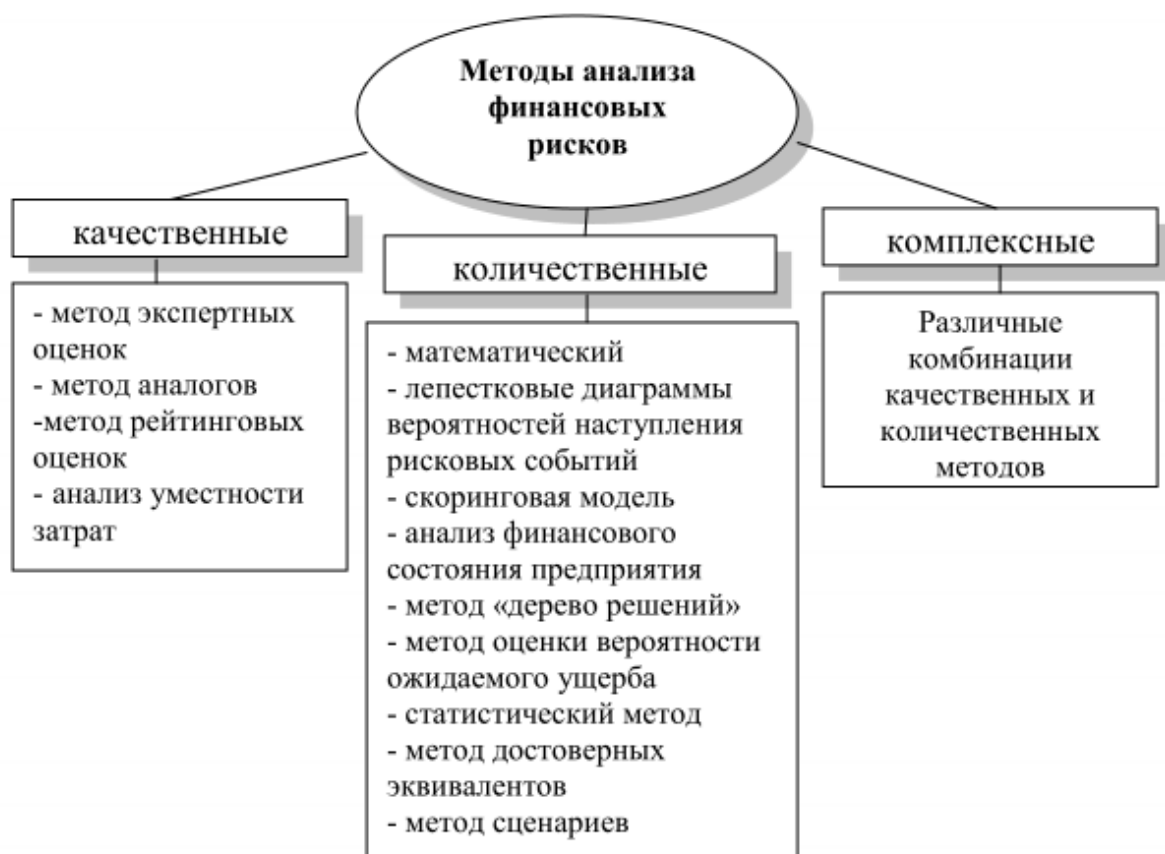 Методы анализа
финансовых
рисков
качественные
- метод экспертных
оценок
- метод аналогов
-метод рейтинговых
оценок
- анализ уместности
затрат
количественные
- математический
- лепестковые диаграммы
вероятностей наступления
рисковых событий
- скоринговая модель
- анализ финансового
состояния предприятия
- метод «дерево решений»
- метод оценки вероятности
ожидаемого ущерба
- статистический метод
- метод достоверных
эквивалентов
- метод сценариев
комплексные
Различные
комбинации
качественных и
количественных
методов